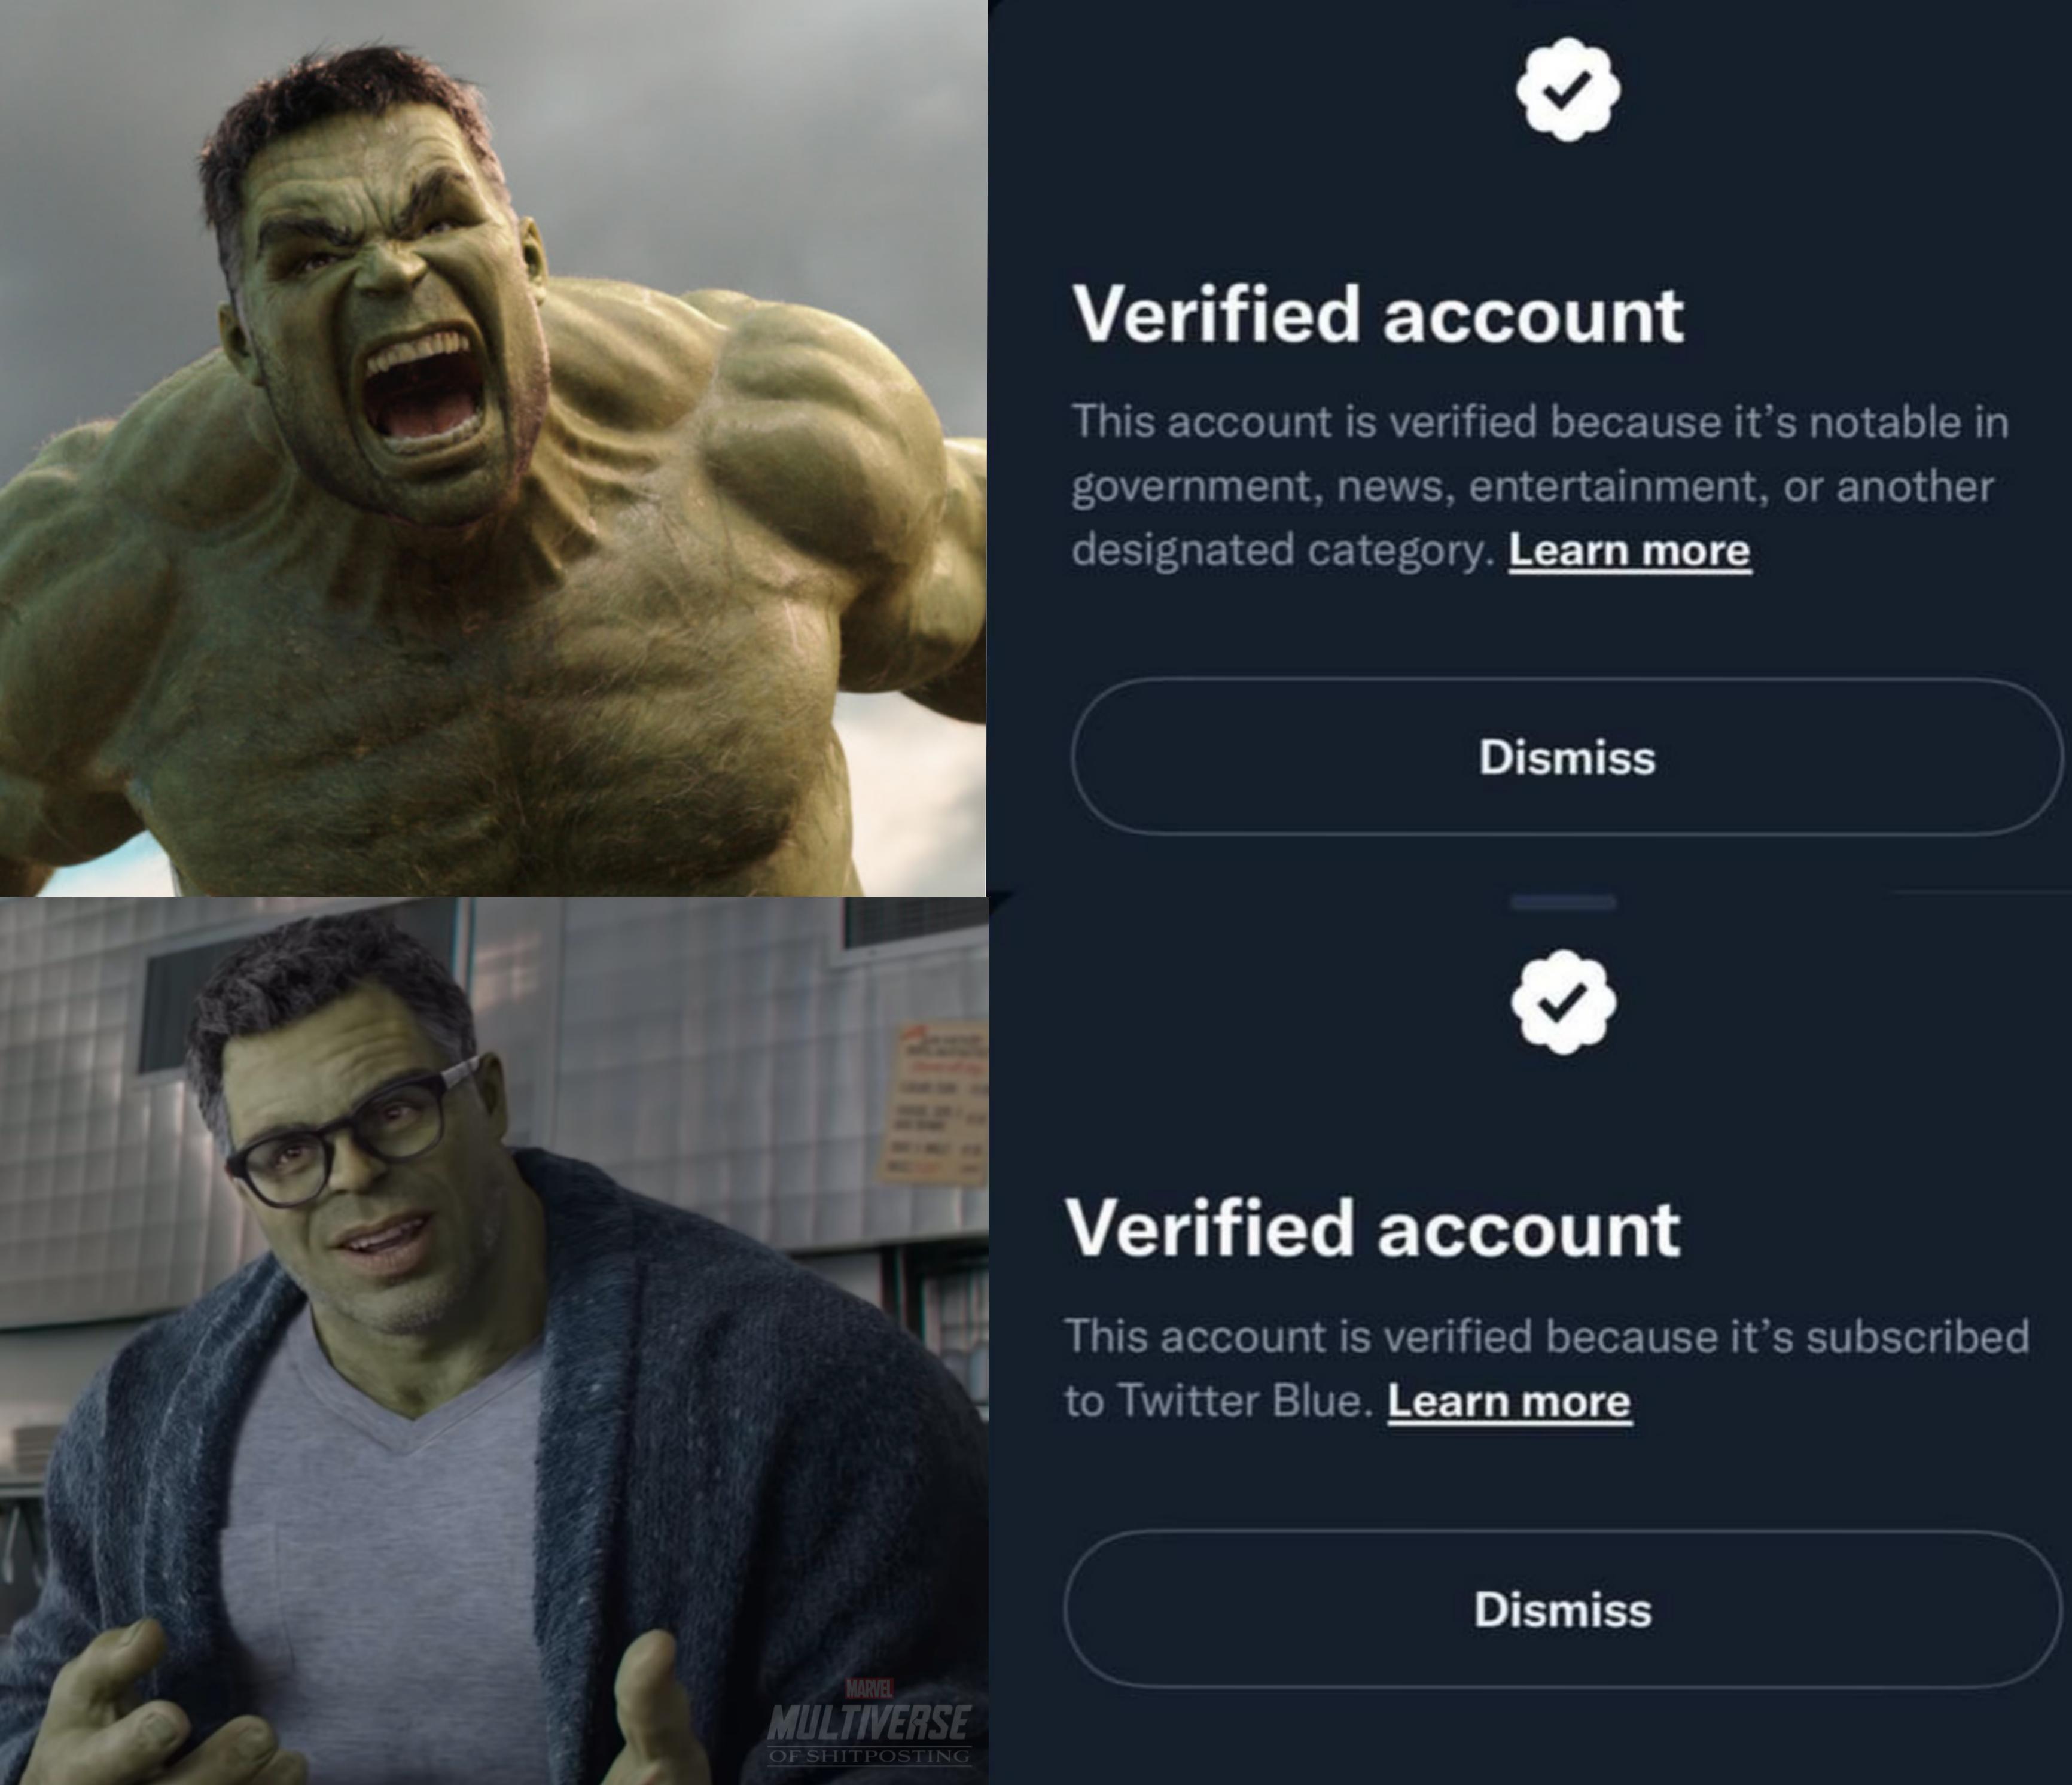 Verified account
This account is verified because it’s notable in
government, news, entertainment, or another
designated category. Learn more
Dismiss
Verified account
This account is verified because it’s subscribed
to Twitter Blue. Learn more
Dismiss
MARVEL
MULTIVERSE
OF SHITPOSTING